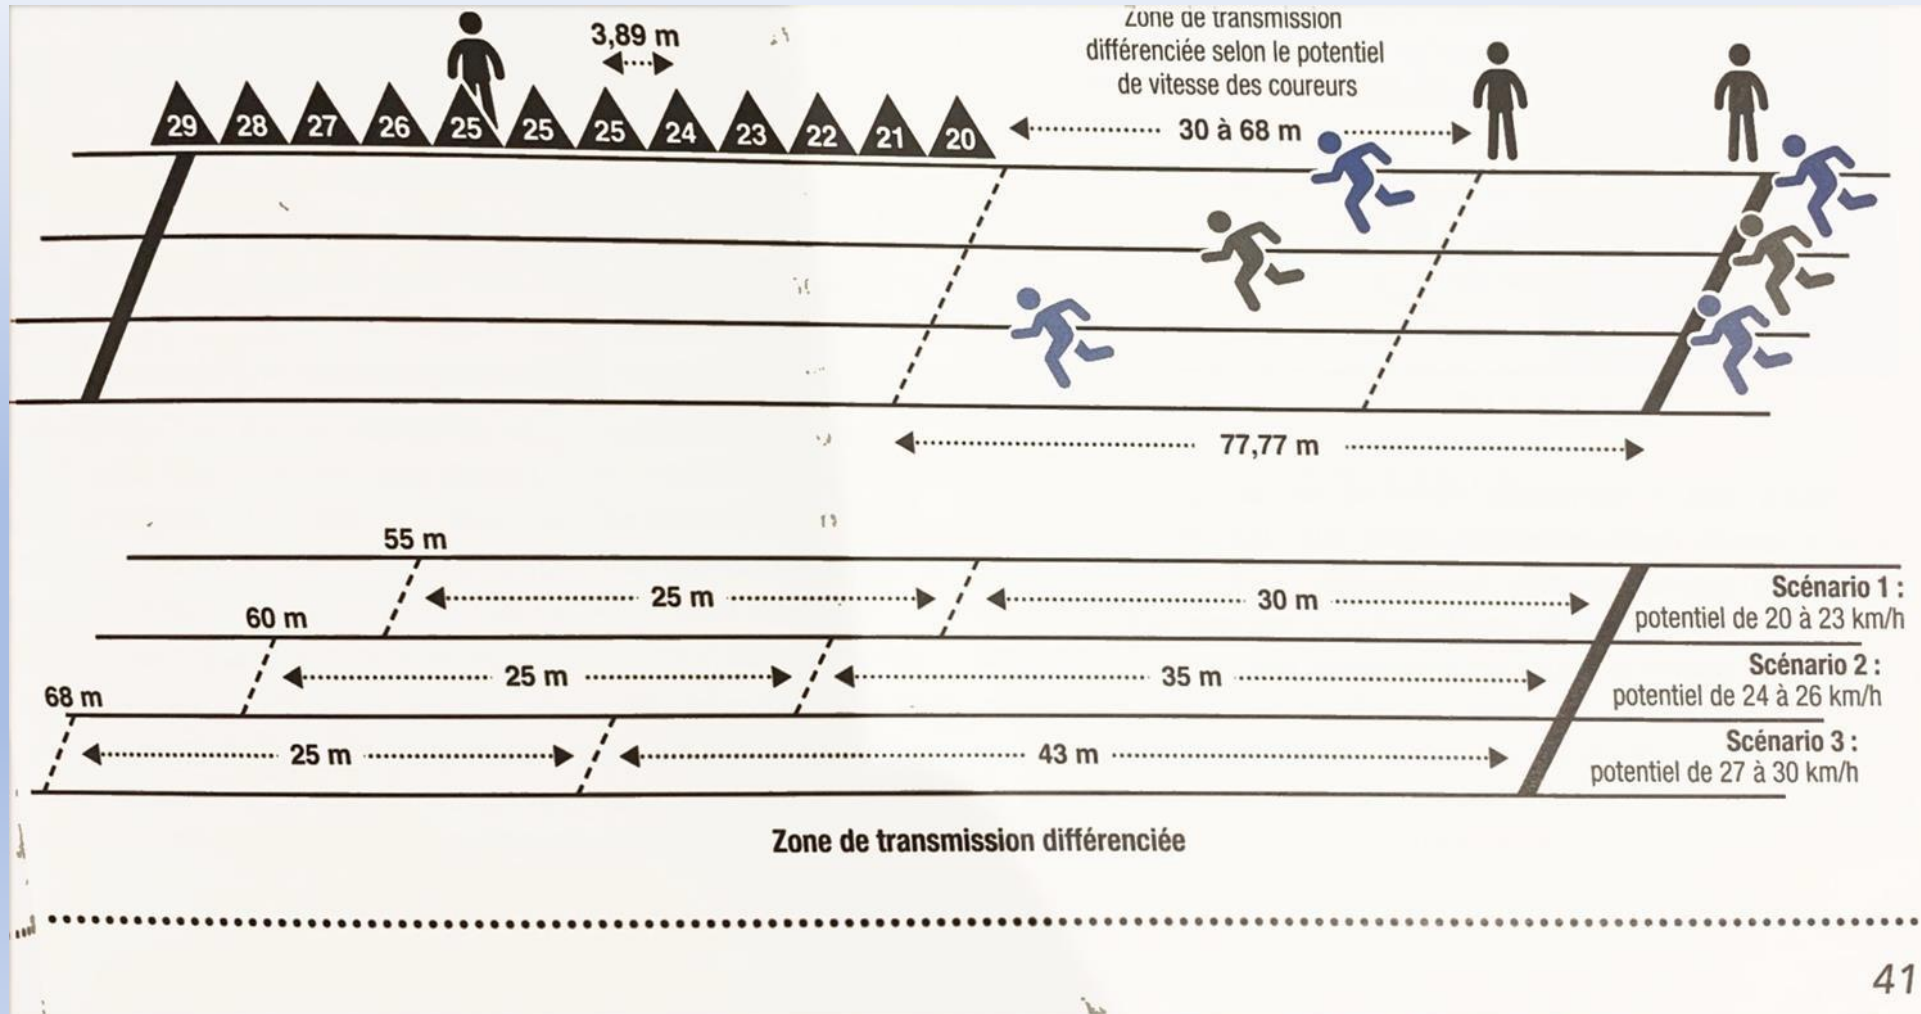 Zone de transmission
différenciée selon le potentiel
de vitesse des coureurs
3,89 m
29 28 27 26 25 25 25 24 23 22 21 20
30 à 68 m
77,77 m
55 m
25 m
30 m
Scénario 1 :
potentiel de 20 à 23 km/h
60 m
25 m
35 m
Scénario 2 :
potentiel de 24 à 26 km/h
68 m
25 m
43 m
Scénario 3 :
potentiel de 27 à 30 km/h
Zone de transmission différenciée
41